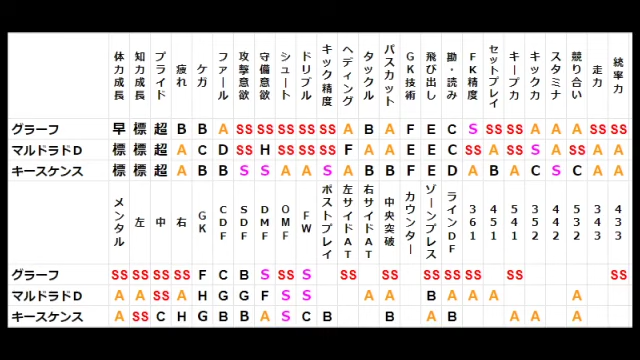 体力成長 知力成長 プライド 疲れ ケガ ファール 攻撃意欲 守備意欲 シュート ドリブル キック精度 ヘディング タックル パスカット GK技術 飛び出し 勘・読み FK精度 セットプレイ キープ力 キック力 スタミナ 競り合い 走力 統率力
グラーフ 早 標 超 B B A SS SS SS SS SS A B A F E C S SS SS A A A SS SS
マルドラドD 標 標 超 A C D SS H SS SS SS F A A E E C SS SS A S A SS A A
キースケンス 標 標 超 A B B S S A A S A B B F E D A B A C S C A A
メンタル 左 中 右 GK CDF SDF DMF OMF FW ポストプレイ 左サイドAT 右サイドAT 中央突破 カウンター ゾーンプレス ラインDF 361 451 541 352 442 532 343 433
グラーフ SS SS SS SS F C B S SS S SS SS SS SS SS SS SS
マルドラドD A A SS A H G G F S S A A B A A A A
キースケンス A SS C H G B B A S C B B A B A A A